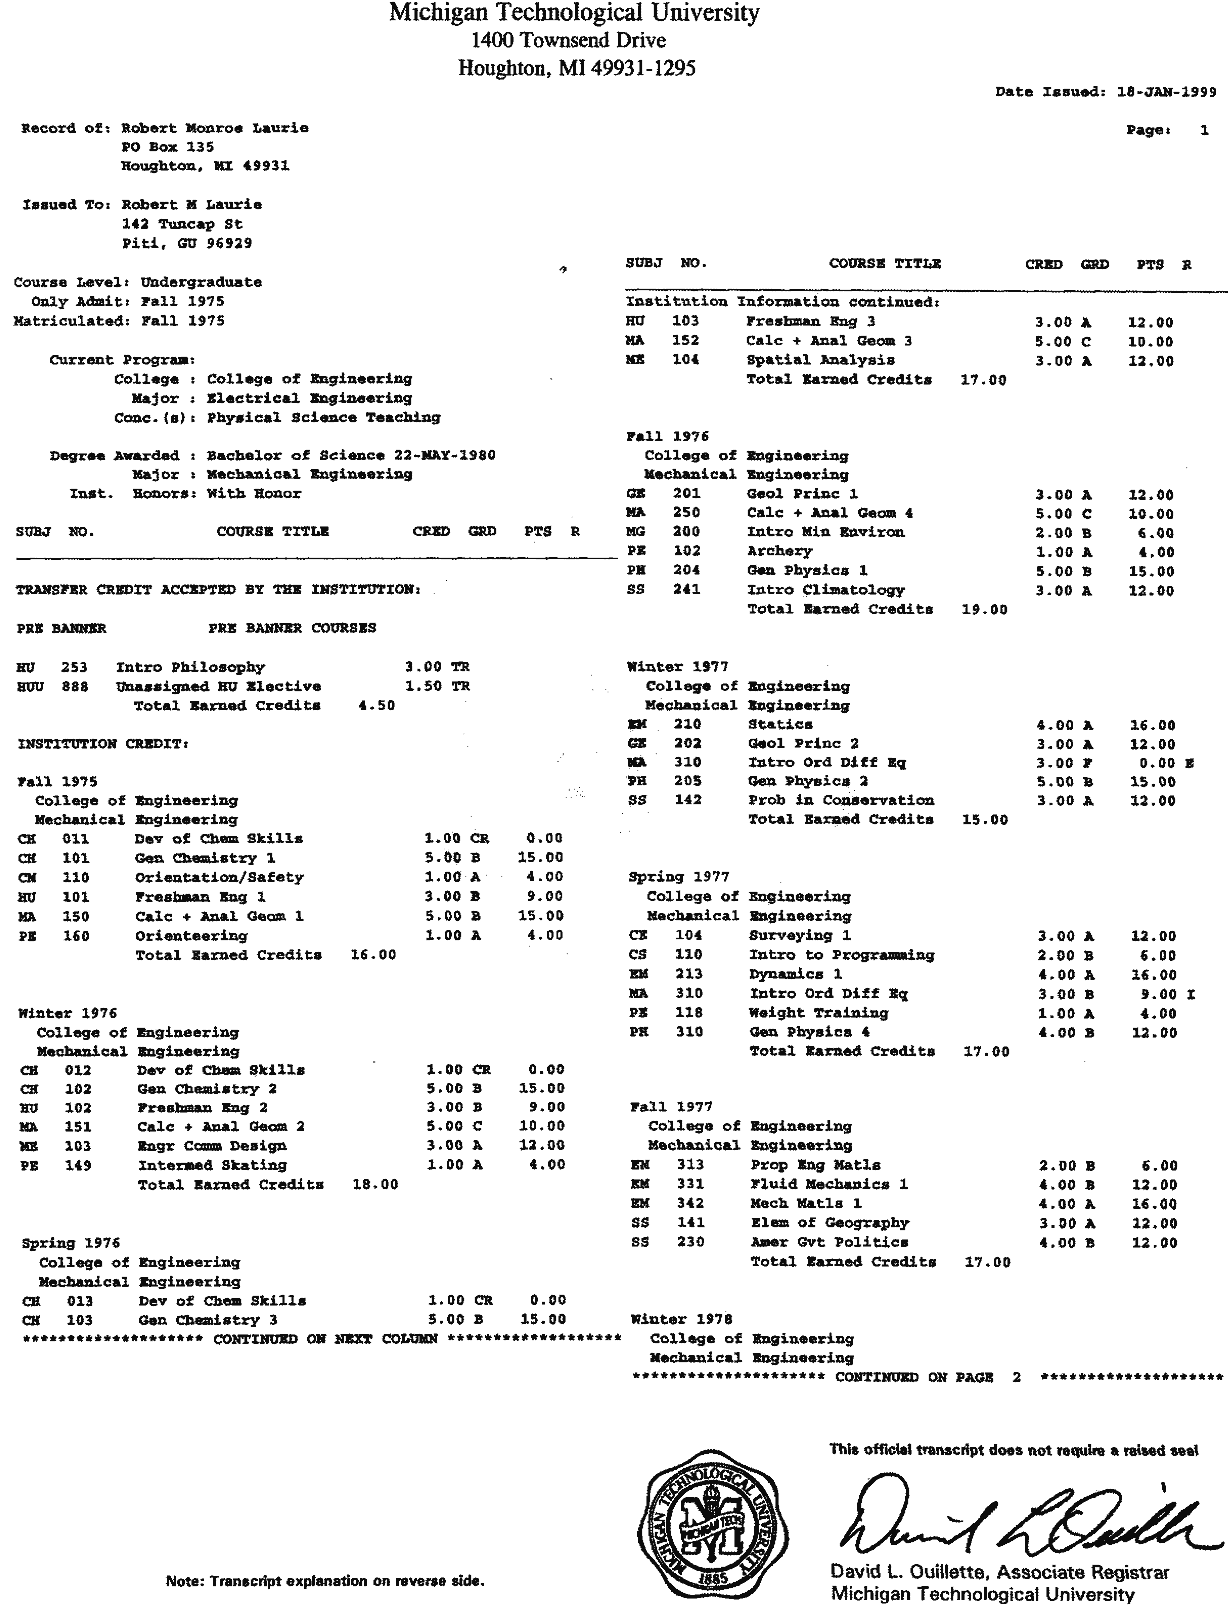 Michigan Technological University
1400 Townsend Drive
Houghton, MI 49931-1295
Date Issued: 18-JAN-1999
Page: 1
Record of: Robert Monroe Laurie
PO Box 135
Houghton, MI 49931
Issued To: Robert M Laurie
142 Tuncap St
Piti, GU 96929
Course Level: Undergraduate
Only Admit: Fall 1975
Matriculated: Fall 1975
Current Program:
College : College of Engineering
Major : Electrical Engineering
Conc.(s): Physical Science Teaching
Degree Awarded : Bachelor of Science 22-MAY-1980
Major : Mechanical Engineering
Inst. Honors: With Honor
SUBJ NO. COURSE TITLE CRED GRD PTS R
TRANSFER CREDIT ACCEPTED BY THE INSTITUTION:
PRE BANNER PRE BANNER COURSES
HU 253 Intro Philosophy 3.00 TR
HUU 888 Unassigned HU Elective 1.50 TR
Total Earned Credits 4.50
INSTITUTION CREDIT:
Fall 1975
College of Engineering
Mechanical Engineering
CH 011 Dev of Chem Skills 1.00 CR 0.00
CH 101 Gen Chemistry 1 5.00 B 15.00
CM 110 Orientation/Safety 1.00 A 4.00
HU 101 Freshman Eng 1 3.00 B 9.00
MA 150 Calc + Anal Geom 1 5.00 B 15.00
PE 160 Orienteering 1.00 A 4.00
Total Earned Credits 16.00
Winter 1976
College of Engineering
Mechanical Engineering
CH 012 Dev of Chem Skills 1.00 CR 0.00
CH 102 Gen Chemistry 2 5.00 B 15.00
HU 102 Freshman Eng 2 3.00 B 9.00
MA 151 Calc + Anal Geom 2 5.00 C 10.00
ME 103 Engr Comm Design 3.00 A 12.00
PE 149 Intermed Skating 1.00 A 4.00
Total Earned Credits 18.00
Spring 1976
College of Engineering
Mechanical Engineering
CH 013 Dev of Chem Skills 1.00 CR 0.00
CH 103 Gen Chemistry 3 5.00 B 15.00
******************** CONTINUED ON NEXT COLUMN *******************
SUBJ NO. COURSE TITLE CRED GRD PTS R
Institution Information continued:
HU 103 Freshman Eng 3 3.00 A 12.00
MA 152 Calc + Anal Geom 3 5.00 C 10.00
ME 104 Spatial Analysis 3.00 A 12.00
Total Earned Credits 17.00
Fall 1976
College of Engineering
Mechanical Engineering
GE 201 Geol Princ 1 3.00 A 12.00
MA 250 Calc + Anal Geom 4 5.00 C 10.00
MG 200 Intro Min Environ 2.00 B 6.00
PE 102 Archery 1.00 A 4.00
PH 204 Gen Physics 1 5.00 B 15.00
SS 241 Intro Climatology 3.00 A 12.00
Total Earned Credits 19.00
Winter 1977
College of Engineering
Mechanical Engineering
EM 210 Statics 4.00 A 16.00
GE 202 Geol Princ 2 3.00 A 12.00
MA 310 Intro Ord Diff Eq 3.00 F 0.00 E
PH 205 Gen Physics 2 5.00 B 15.00
SS 142 Prob in Conservation 3.00 A 12.00
Total Earned Credits 15.00
Spring 1977
College of Engineering
Mechanical Engineering
CE 104 Surveying 1 3.00 A 12.00
CS 110 Intro to Programming 2.00 B 6.00
EM 213 Dynamics 1 4.00 A 16.00
MA 310 Intro Ord Diff Eq 3.00 B 9.00 I
PE 118 Weight Training 1.00 A 4.00
PH 310 Gen Physics 4 4.00 B 12.00
Total Earned Credits 17.00
Fall 1977
College of Engineering
Mechanical Engineering
EM 313 Prop Eng Matls 2.00 B 6.00
EM 331 Fluid Mechanics 1 4.00 B 12.00
EM 342 Mech Matls 1 4.00 A 16.00
SS 141 Elem of Geography 3.00 A 12.00
SS 230 Amer Gvt Politics 4.00 B 12.00
Total Earned Credits 17.00
Winter 1978
College of Engineering
Mechanical Engineering
********************* CONTINUED ON PAGE 2 ********************
This official transcript does not require a raised seal
MICHIGAN TECHNOLOGICAL UNIVERSITY
MICHIGAN TECH
1885
David L Ouillette
David L. Ouillette, Associate Registrar
Michigan Technological University
Note: Transcript explanation on reverse side.